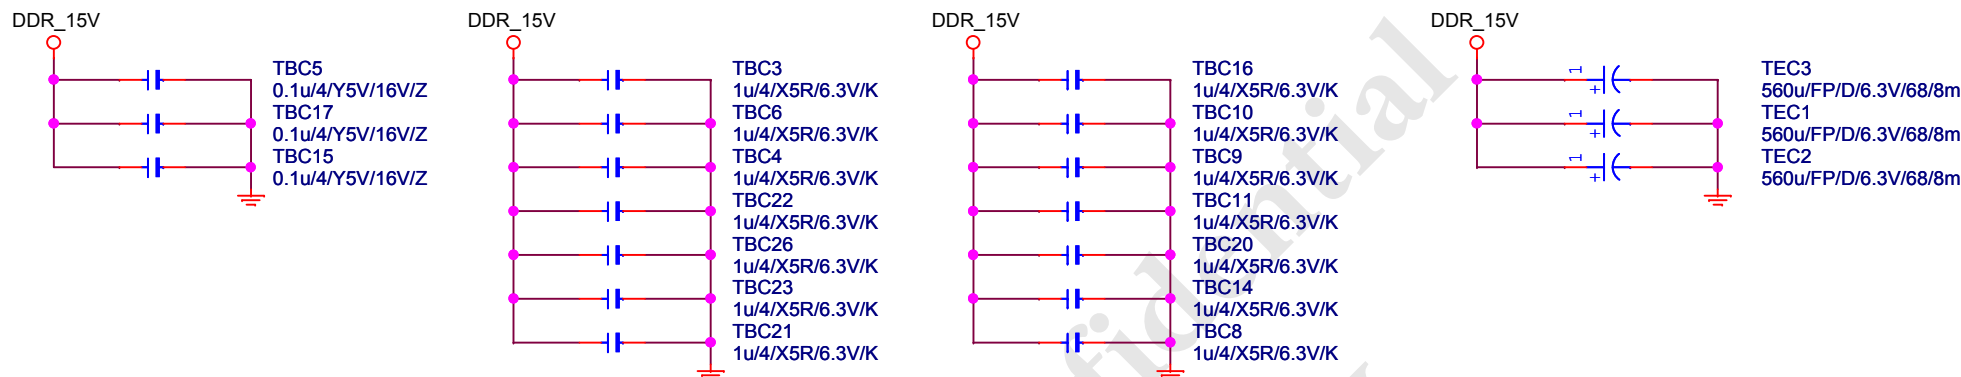 DDR_15V
TBC5
0.1u/4/Y5V/16V/Z
TBC17
0.1u/4/Y5V/16V/Z
TBC15
0.1u/4/Y5V/16V/Z
DDR_15V
TBC3
1u/4/X5R/6.3V/K
TBC6
1u/4/X5R/6.3V/K
TBC4
1u/4/X5R/6.3V/K
TBC22
1u/4/X5R/6.3V/K
TBC26
1u/4/X5R/6.3V/K
TBC23
1u/4/X5R/6.3V/K
TBC21
1u/4/X5R/6.3V/K
DDR_15V
TBC16
1u/4/X5R/6.3V/K
TBC10
1u/4/X5R/6.3V/K
TBC9
1u/4/X5R/6.3V/K
TBC11
1u/4/X5R/6.3V/K
TBC20
1u/4/X5R/6.3V/K
TBC14
1u/4/X5R/6.3V/K
TBC8
1u/4/X5R/6.3V/K
DDR_15V
1
+
TEC3
560u/FP/D/6.3V/68/8m
1
+
TEC1
560u/FP/D/6.3V/68/8m
1
+
TEC2
560u/FP/D/6.3V/68/8m
fidential